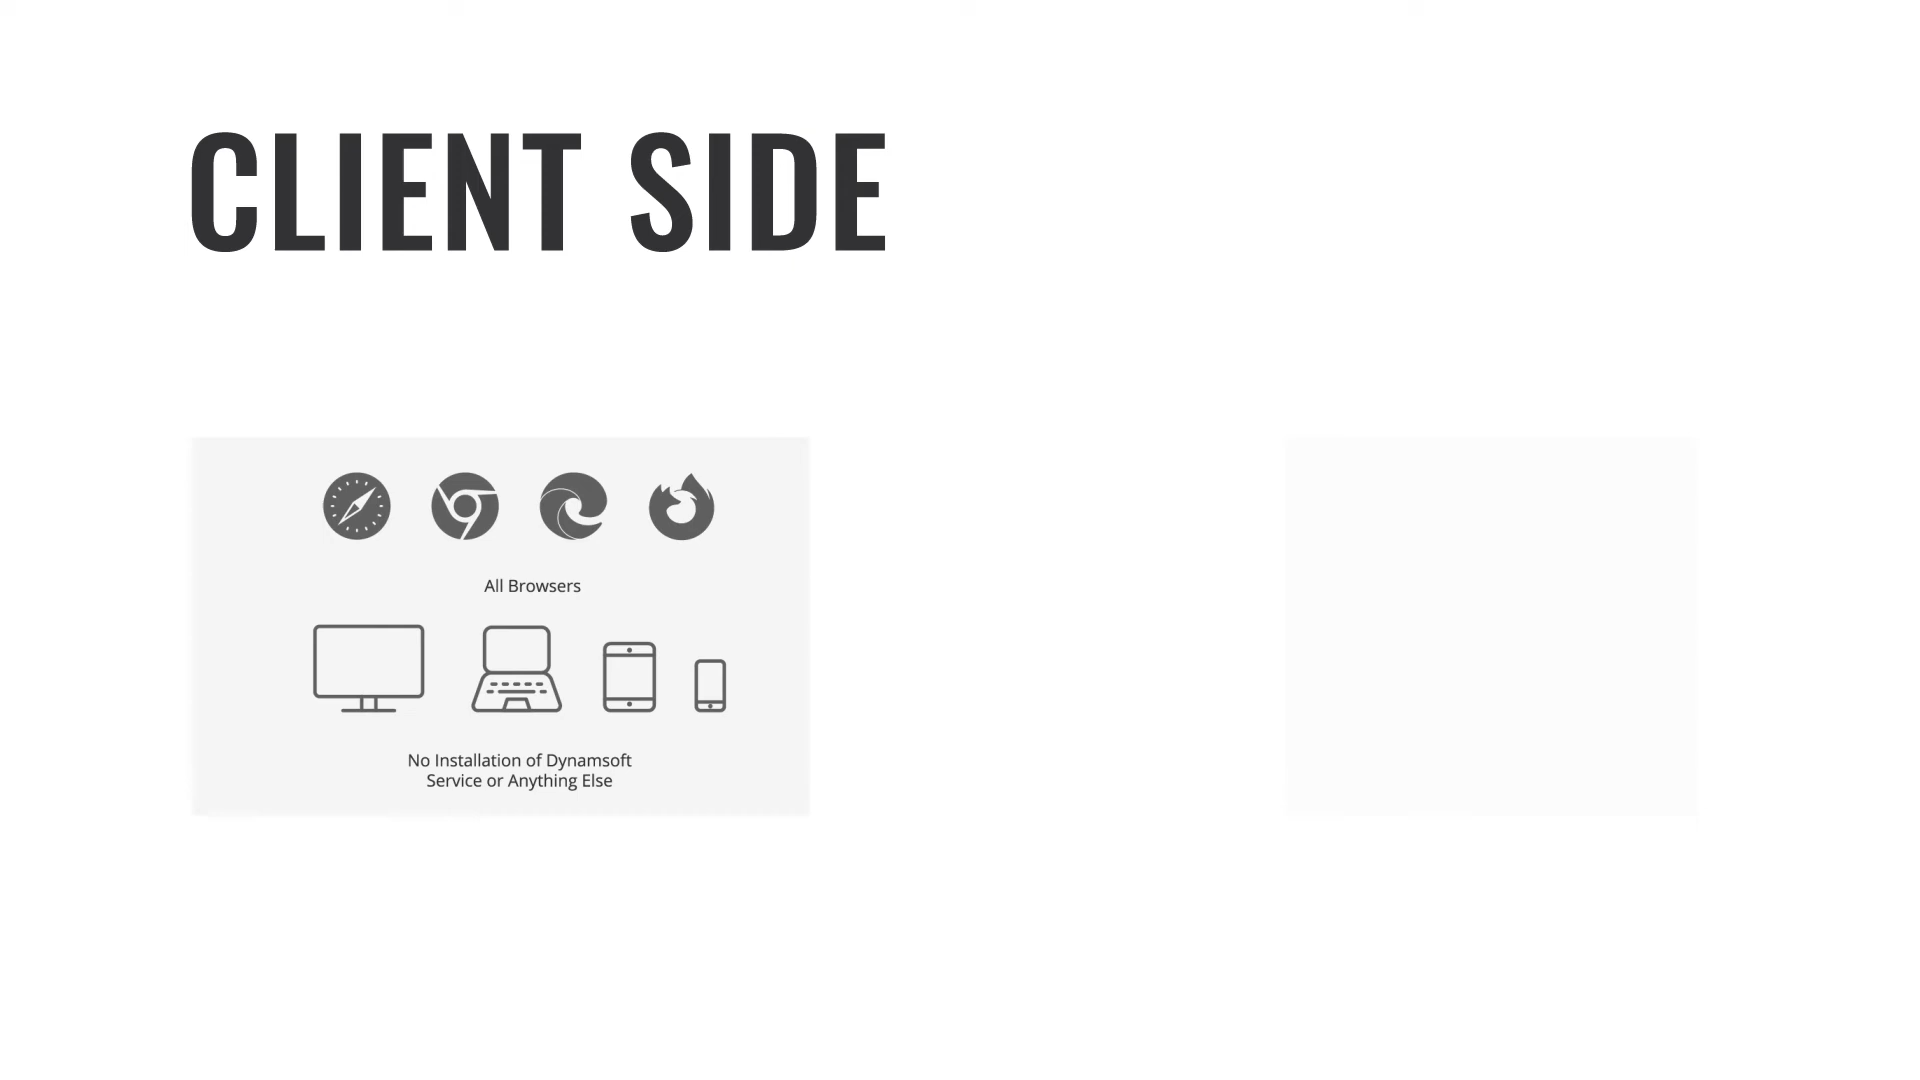 CLIENT SIDE
All Browsers
No Installation of Dynamsoft
Service or Anything Else